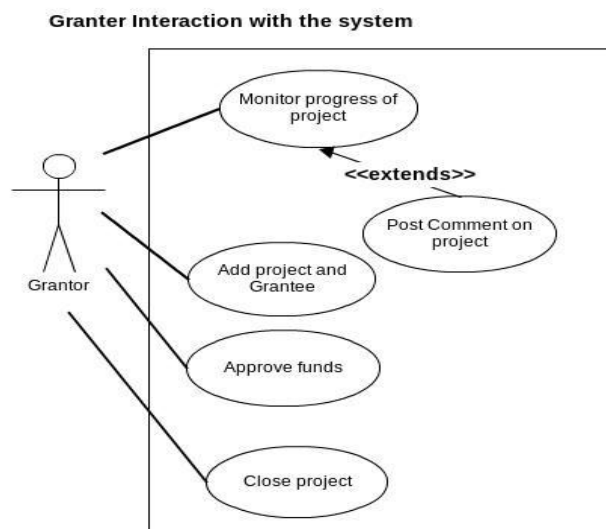 Granter Interaction with the system
Monitor progress of
project
<<extends>>
Post Comment on
project
Grantor
Add project and
Grantee
Approve funds
Close project